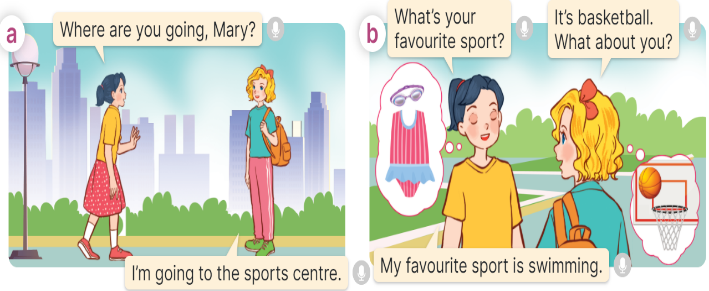 a
Where are you going, Mary?
I'm going to the sports centre.
b
What's your
favourite sport?
It's basketball.
What about you?
My favourite sport is swimming.